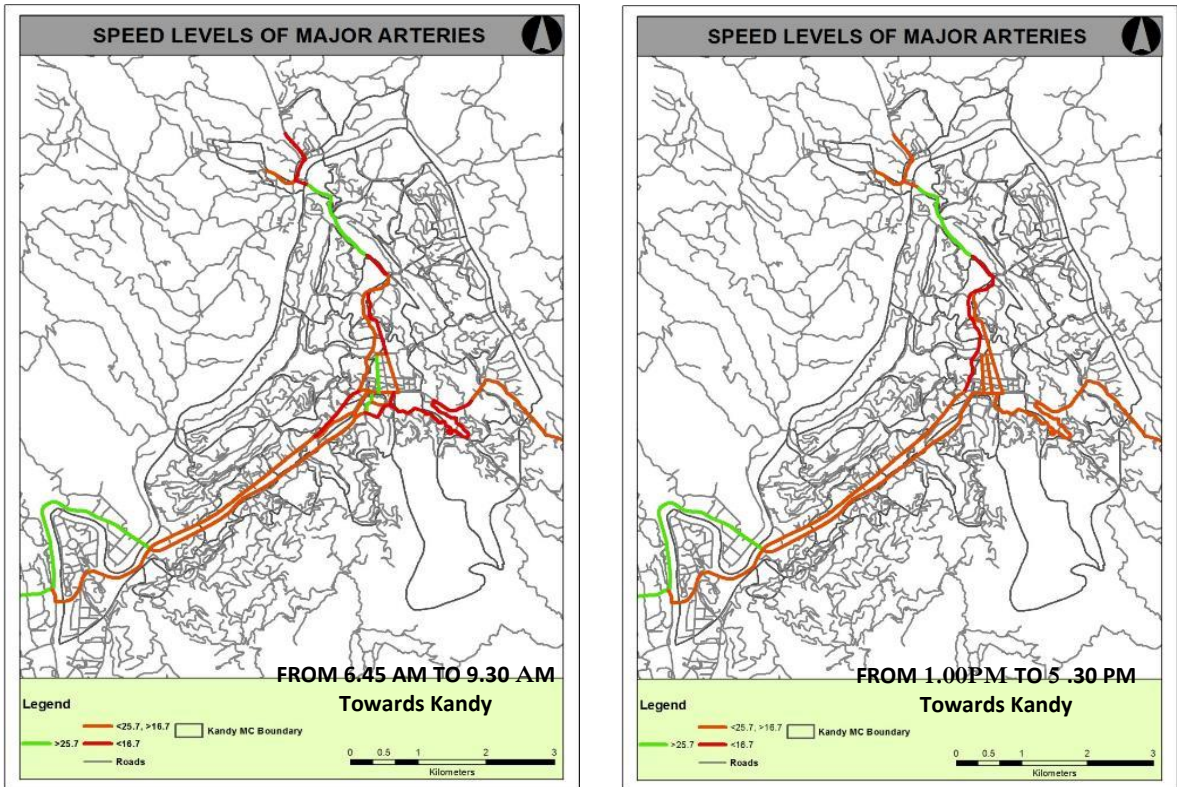 SPEED LEVELS OF MAJOR ARTERIES
FROM 6.45 AM TO 9.30 AM
Towards Kandy
Legend
<25.7, >16.7
Kandy MC Boundary
>25.7
<16.7
Roads
0 0.5 1 2 3
Kilometers
SPEED LEVELS OF MAJOR ARTERIES
FROM 1.00PM TO 5 .30 PM
Towards Kandy
Legend
<25.7, >16.7
>25.7
<16.7
Kandy MC Boundary
Roads
0 0.5 1 2 3
Kilometers